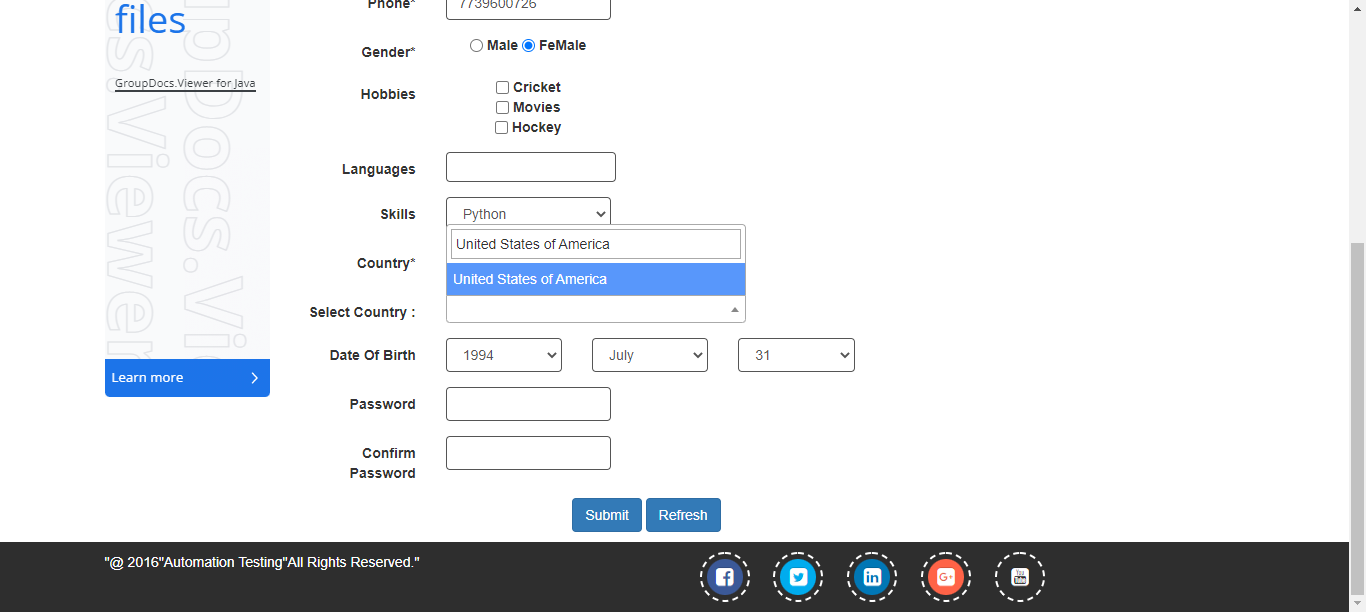 files
GroupDocs.Viewer for Java
Learn more
Phone*
7739600726
Gender*
Male FeMale
Hobbies
Cricket
Movies
Hockey
Languages
Skills
Python
Country*
United States of America
United States of America
Select Country :
Date Of Birth
1994 July 31
Password
Confirm
Password
Submit Refresh
"@ 2016"Automation Testing"All Rights Reserved."
G+
You
Tube